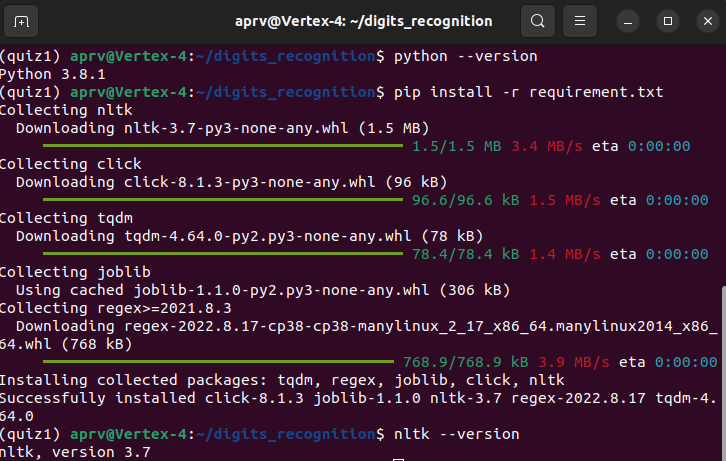 aprv@Vertex-4: ~/digits_recognition
(quiz1) aprv@Vertex-4:~/digits_recognition$ python --version
Python 3.8.1
(quiz1) aprv@Vertex-4:~/digits_recognition$ pip install -r requirement.txt
Collecting nltk
  Downloading nltk-3.7-py3-none-any.whl (1.5 MB)
1.5/1.5 MB 3.4 MB/s eta 0:00:00
Collecting click
  Downloading click-8.1.3-py3-none-any.whl (96 kB)
96.6/96.6 kB 1.5 MB/s eta 0:00:00
Collecting tqdm
  Downloading tqdm-4.64.0-py2.py3-none-any.whl (78 kB)
78.4/78.4 kB 1.4 MB/s eta 0:00:00
Collecting joblib
  Using cached joblib-1.1.0-py2.py3-none-any.whl (306 kB)
Collecting regex>=2021.8.3
  Downloading regex-2022.8.17-cp38-cp38-manylinux_2_17_x86_64.manylinux2014_x86_
64.whl (768 kB)
768.9/768.9 kB 3.9 MB/s eta 0:00:00
Installing collected packages: tqdm, regex, joblib, click, nltk
Successfully installed click-8.1.3 joblib-1.1.0 nltk-3.7 regex-2022.8.17 tqdm-4.
64.0
(quiz1) aprv@Vertex-4:~/digits_recognition$ nltk --version
nltk, version 3.7